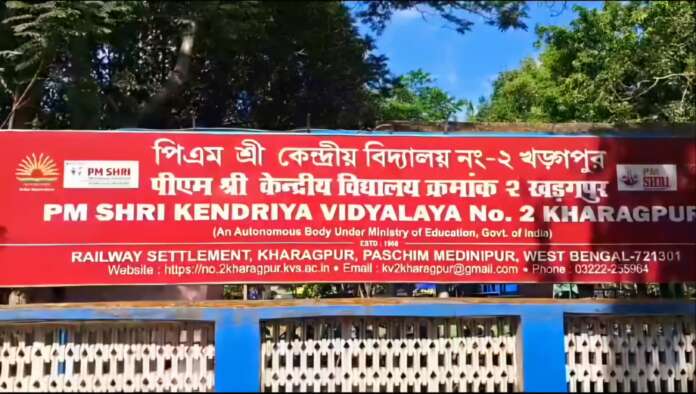 পিএম শ্রী কেন্দ্রীয় বিদ্যালয় নং-২ খড়্গপুর
पीएम श्री केन्द्रीय विद्यालय क्रमांक २ खड़गपुर
PM SHRI
PM SHRI
PM SHRI KENDRIYA VIDYALAYA No. 2 KHARAGPUR
(An Autonomous Body Under Ministry of Education, Govt. of India)
ESTD : 1968
RAILWAY SETTLEMENT, KHARAGPUR, PASCHIM MEDINIPUR, WEST BENGAL-721301
Website : https://no.2kharagpur.kvs.ac.in • Email : kv2kharagpur@gmail.com • Phone : 03222-255964